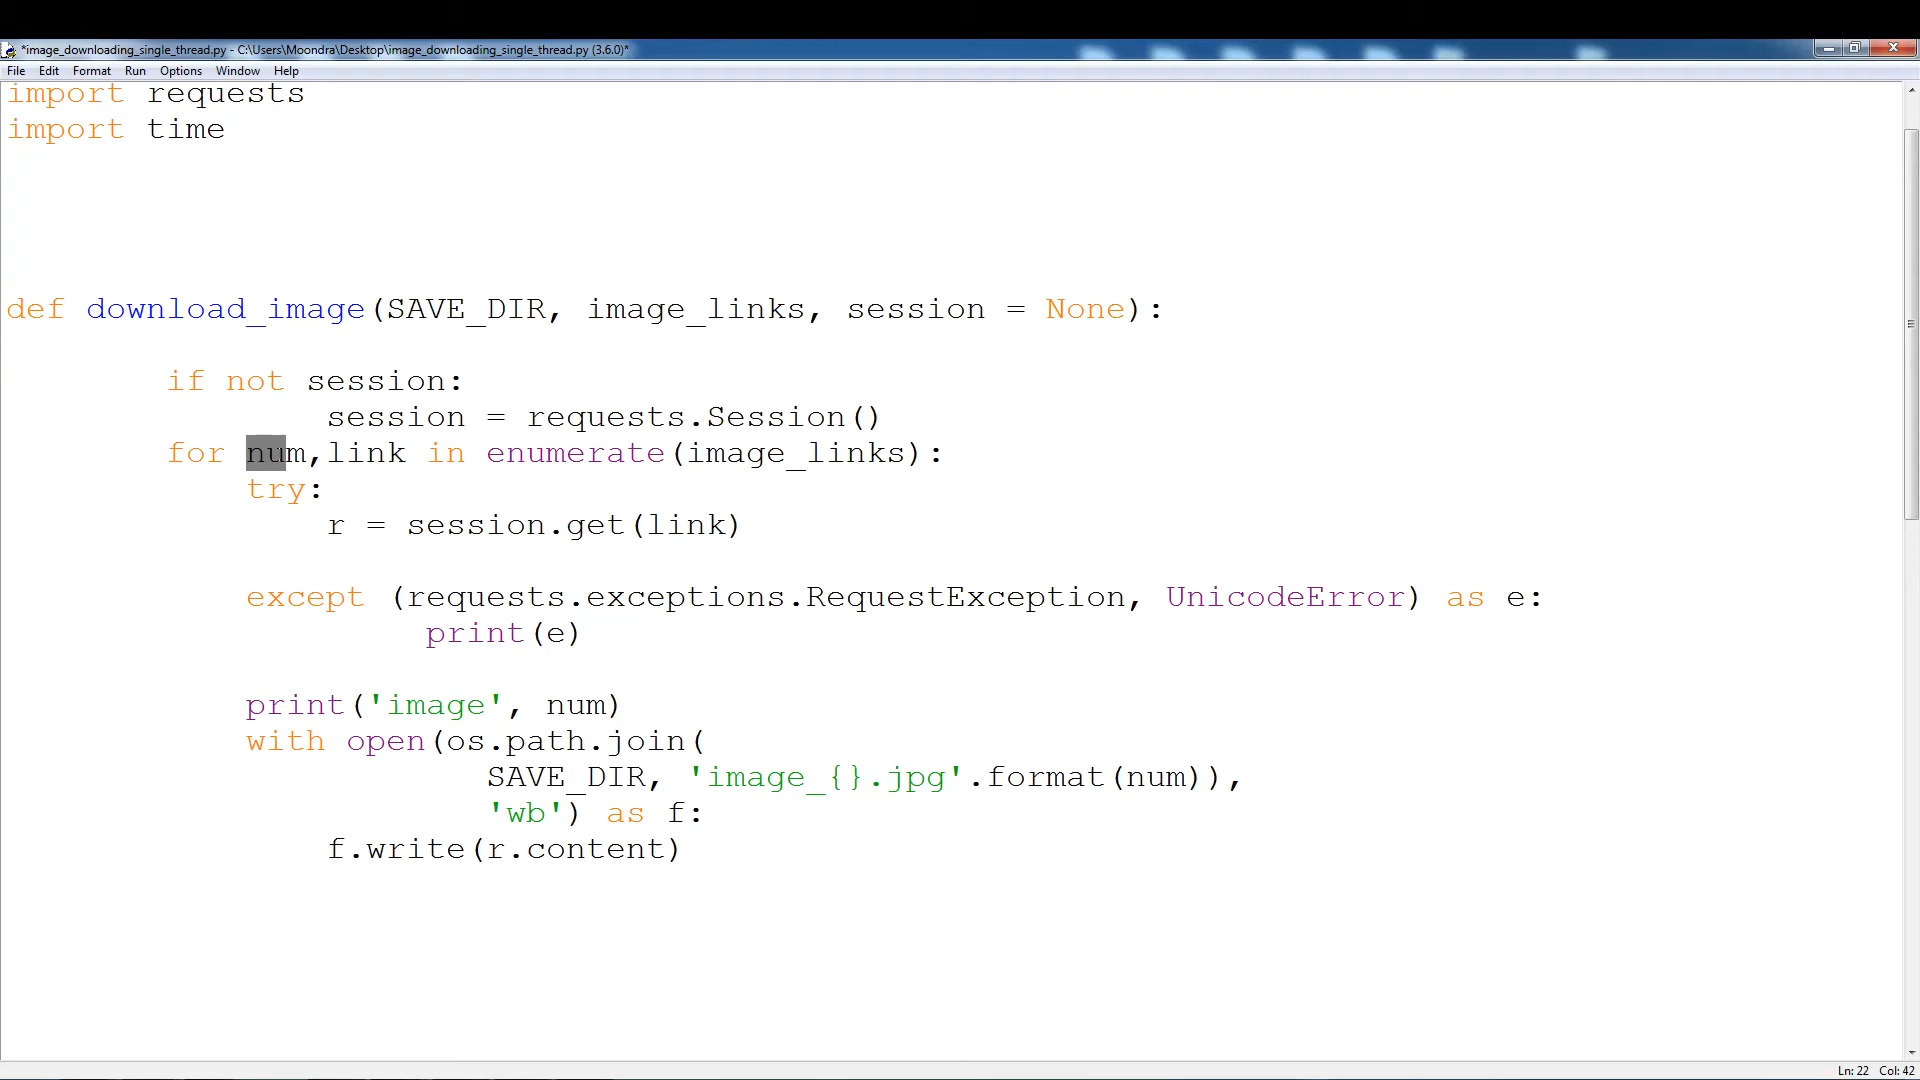 *image_downloading_single_thread.py - C:\Users\Moondra\Desktop\image_downloading_single_thread.py (3.6.0)*
File Edit Format Run Options Window Help
import requests
import time
def download_image(SAVE_DIR, image_links, session = None):
if not session:
session = requests.Session()
for num,link in enumerate(image_links):
try:
r = session.get(link)
except (requests.exceptions.RequestException, UnicodeError) as e:
print(e)
print('image', num)
with open(os.path.join(
SAVE_DIR, 'image_{}.jpg'.format(num)),
'wb') as f:
f.write(r.content)
Ln: 22 Col: 42